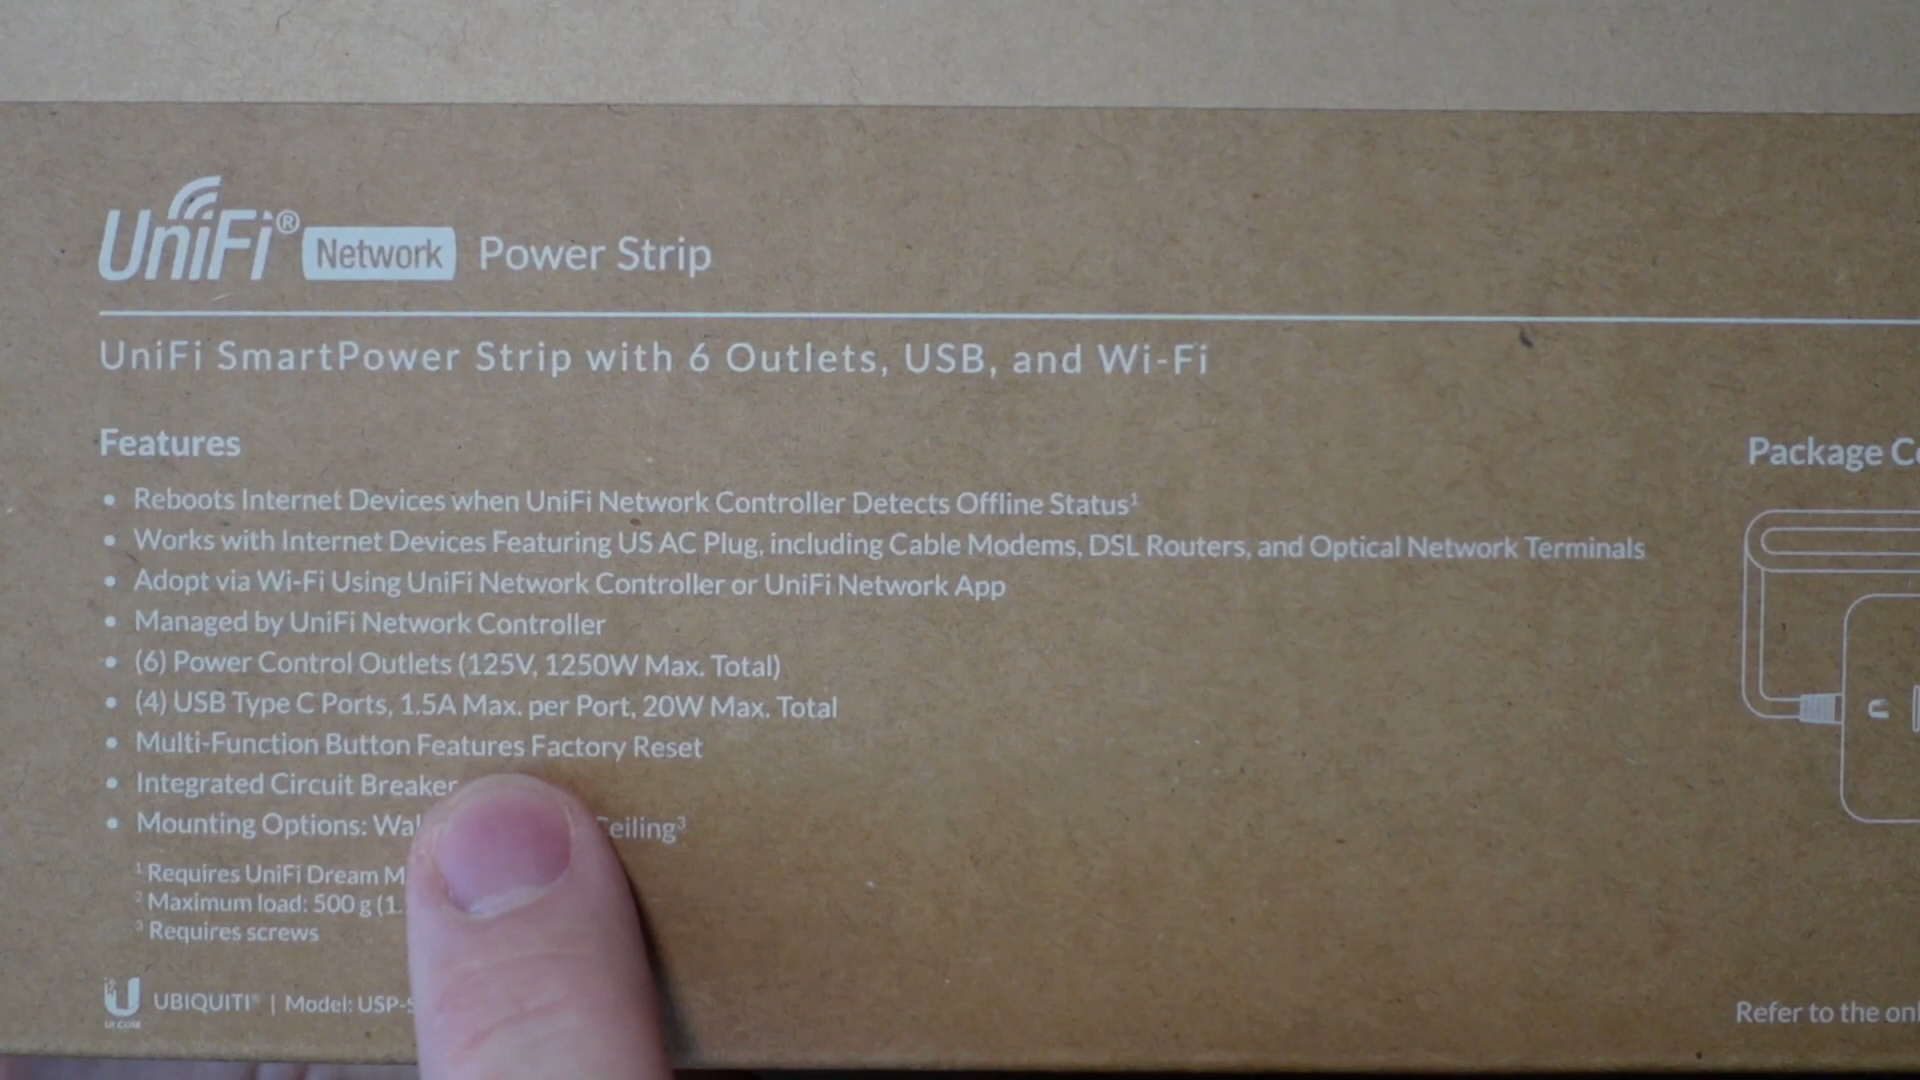 UniFi® Network Power Strip
UniFi SmartPower Strip with 6 Outlets, USB, and Wi-Fi
Features
• Reboots Internet Devices when UniFi Network Controller Detects Offline Status¹
• Works with Internet Devices Featuring US AC Plug, including Cable Modems, DSL Routers, and Optical Network Terminals
• Adopt via Wi-Fi Using UniFi Network Controller or UniFi Network App
• Managed by UniFi Network Controller
• (6) Power Control Outlets (125V, 1250W Max. Total)
• (4) USB Type C Ports, 1.5A Max. per Port, 20W Max. Total
• Multi-Function Button Features Factory Reset
• Integrated Circuit Breaker
• Mounting Options: eiling³
¹ Requires UniFi Dream
² Maximum load: 500 g (1.
³ Requires screws
UBIQUITI® | Model: USP-
UI.COM
Package
Refer to the